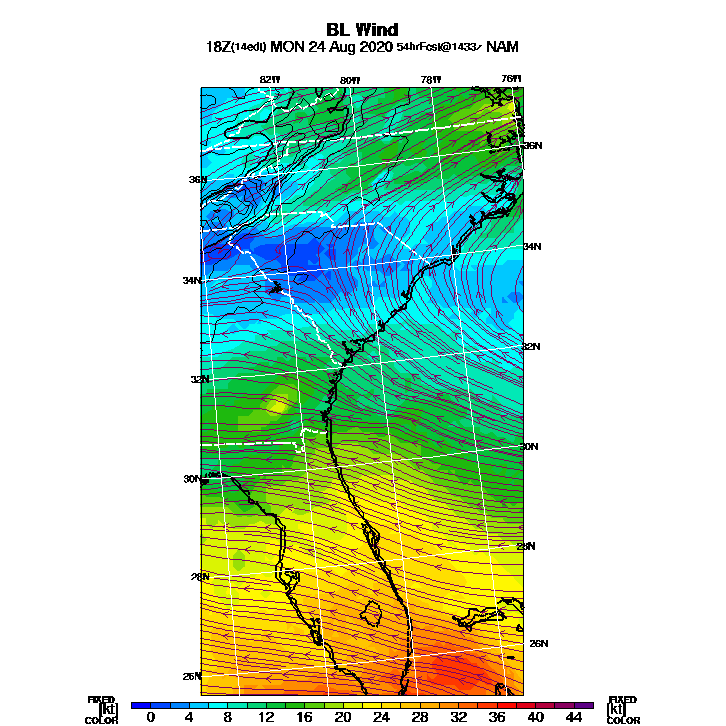 BL Wind
18Z(14edt) MON 24 Aug 2020 54hrFcst@1433z NAM
82W 80W 78W 76W
36N
36N
34N
34N
32N
32N
30N
30N
28N
28N
26N
26N
FIXED FIXED
[kt] 0 4 8 12 16 20 24 28 32 36 40 44 [kt]
COLOR COLOR